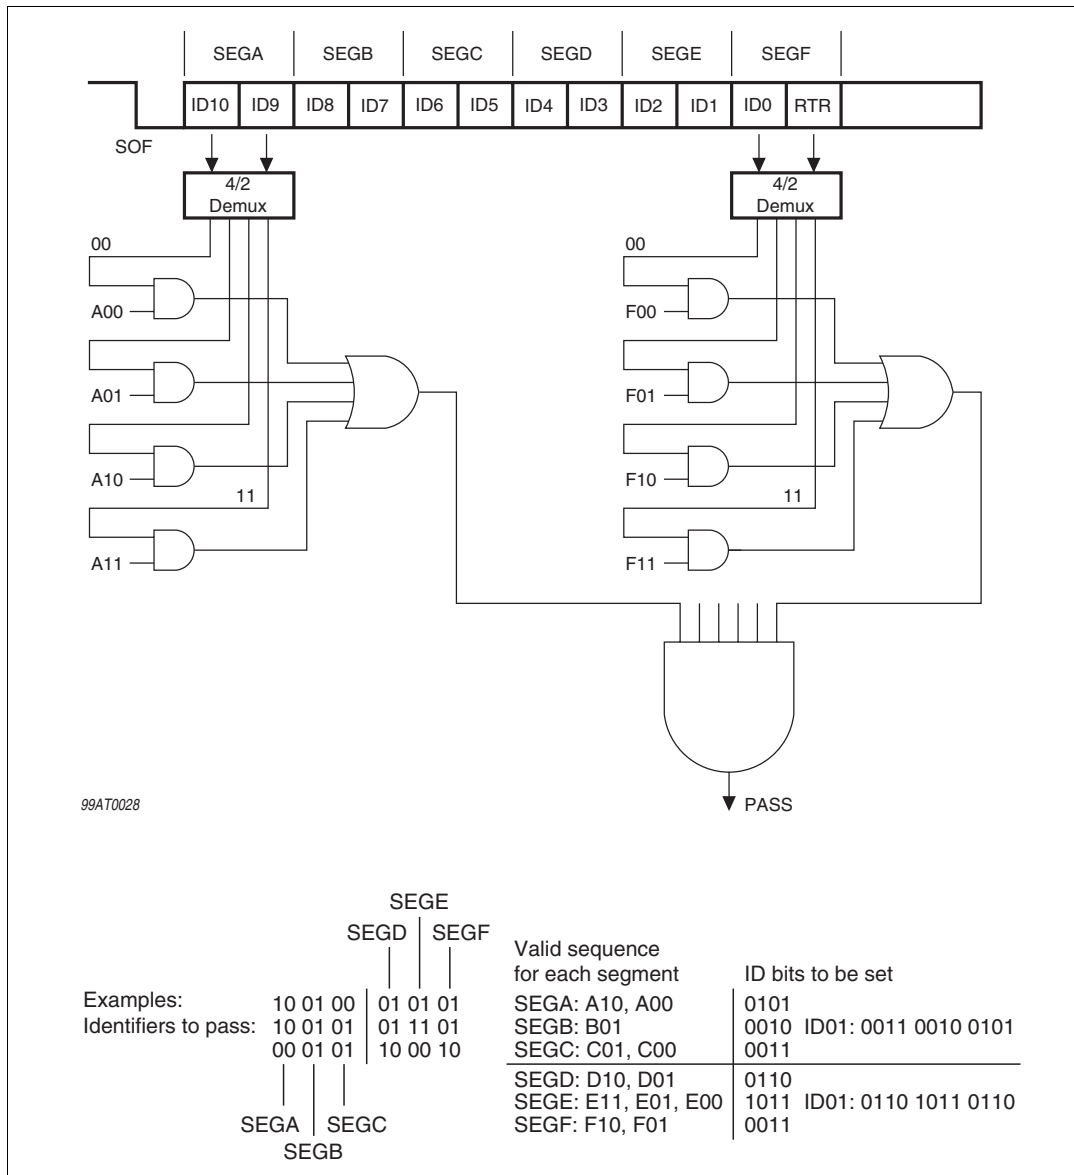 SEGA SEGB SEGC SEGD SEGE SEGF
ID10 ID9 ID8 ID7 ID6 ID5 ID4 ID3 ID2 ID1 ID0 RTR
SOF
4/2 Demux
4/2 Demux
00
A00
A01
A10
11
A11
00
F00
F01
F10
11
F11
PASS
99AT0028
SEGE
SEGD SEGF
Examples:
Identifiers to pass:
10 01 00 01 01 01
10 01 01 01 11 01
00 01 01 10 00 10
SEGA SEGC
SEGB
Valid sequence
for each segment ID bits to be set
SEGA: A10, A00 0101
SEGB: B01 0010 ID01: 0011 0010 0101
SEGC: C01, C00 0011
SEGD: D10, D01 0110
SEGE: E11, E01, E00 1011 ID01: 0110 1011 0110
SEGF: F10, F01 0011